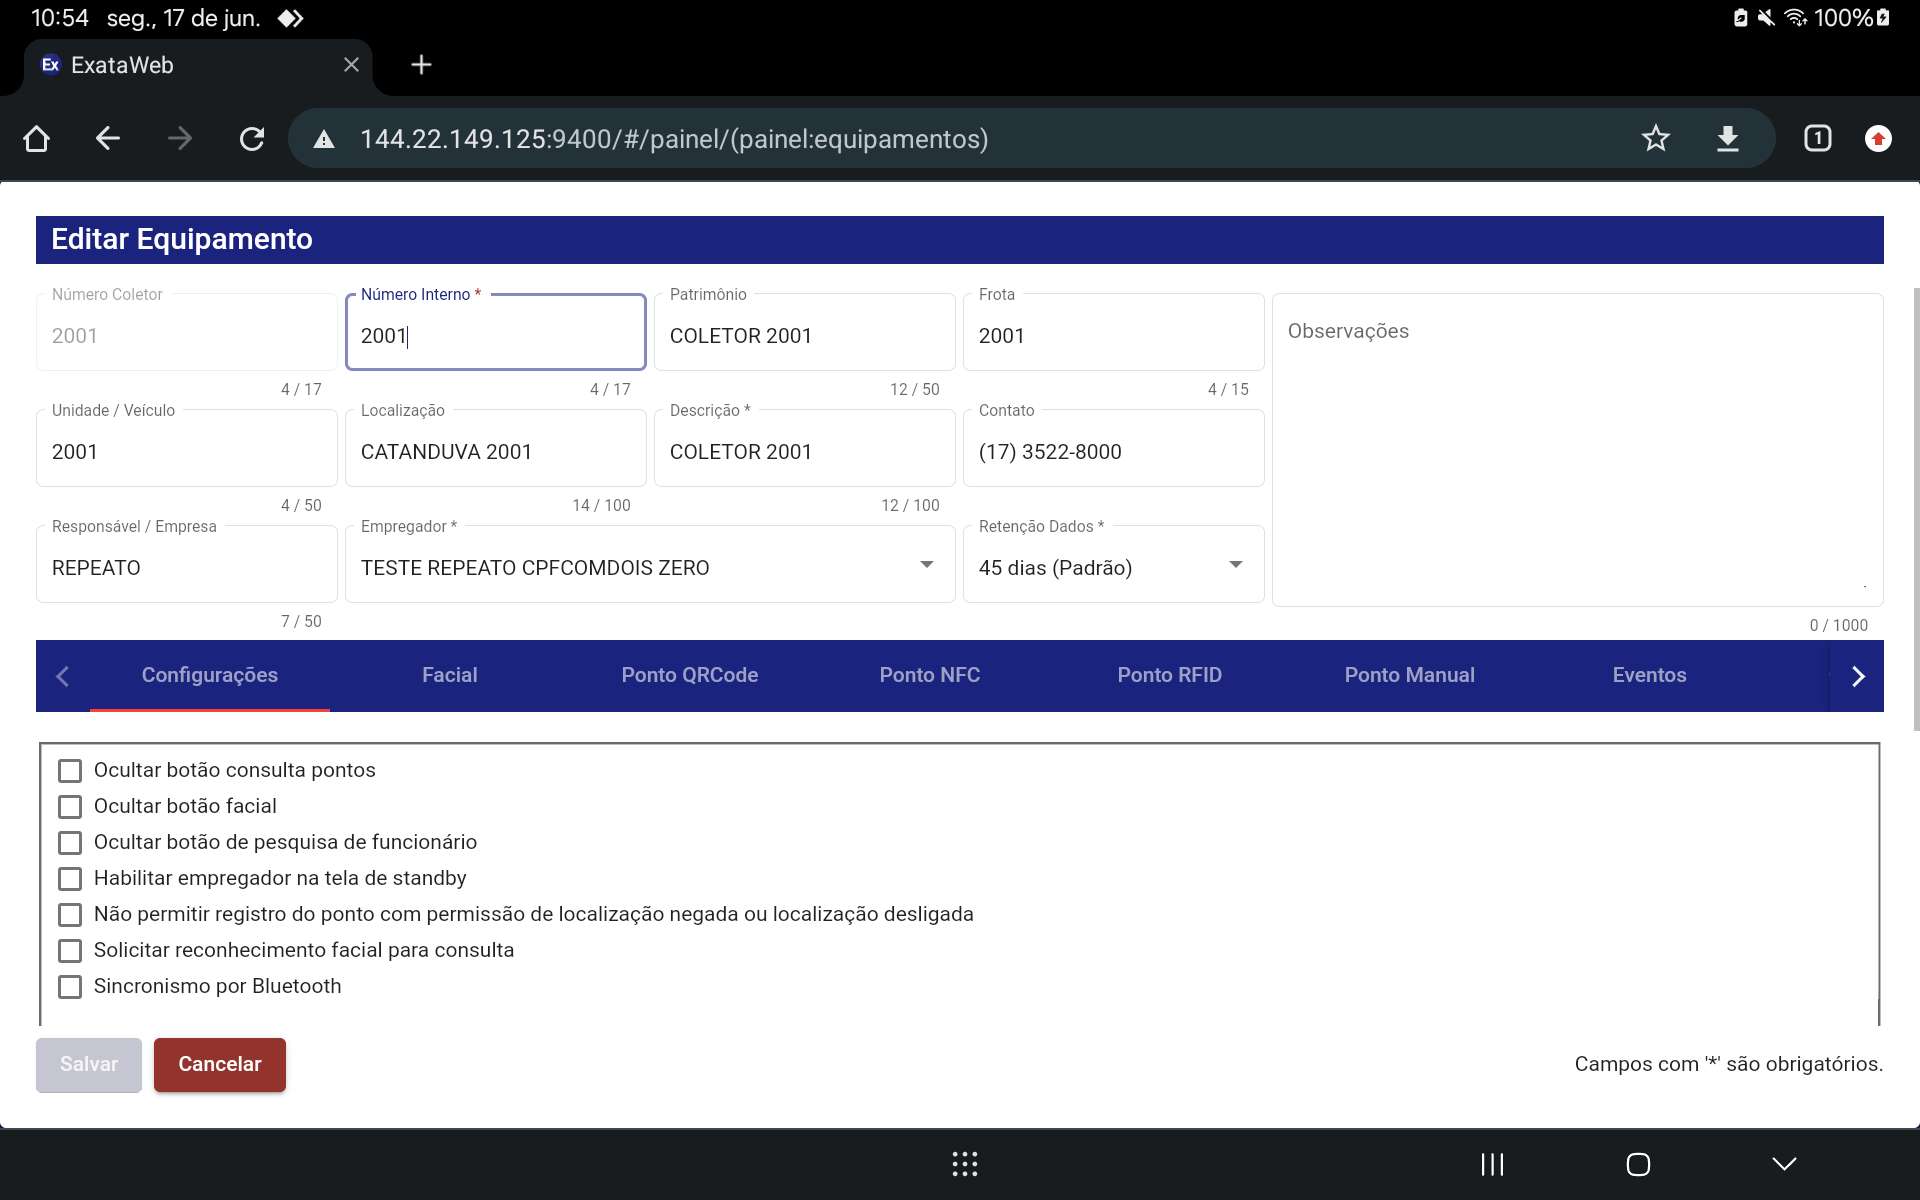 10:54 seg., 17 de jun. 100%
Ex ExataWeb
144.22.149.125:9400/#/painel/(painel:equipamentos) 1
Editar Equipamento
Número Coletor Número Interno * Patrimônio Frota
2001 2001 COLETOR 2001 2001 Observações
4 / 17 4 / 17 12 / 50 4 / 15
Unidade / Veículo Localização Descrição * Contato
2001 CATANDUVA 2001 COLETOR 2001 (17) 3522-8000
4 / 50 14 / 100 12 / 100
Responsável / Empresa Empregador * Retenção Dados *
REPEATO TESTE REPEATO CPFCOMDOIS ZERO 45 dias (Padrão)
7 / 50 0 / 1000
Configurações Facial Ponto QRCode Ponto NFC Ponto RFID Ponto Manual Eventos
Ocultar botão consulta pontos
Ocultar botão facial
Ocultar botão de pesquisa de funcionário
Habilitar empregador na tela de standby
Não permitir registro do ponto com permissão de localização negada ou localização desligada
Solicitar reconhecimento facial para consulta
Sincronismo por Bluetooth
Salvar Cancelar Campos com '*' são obrigatórios.